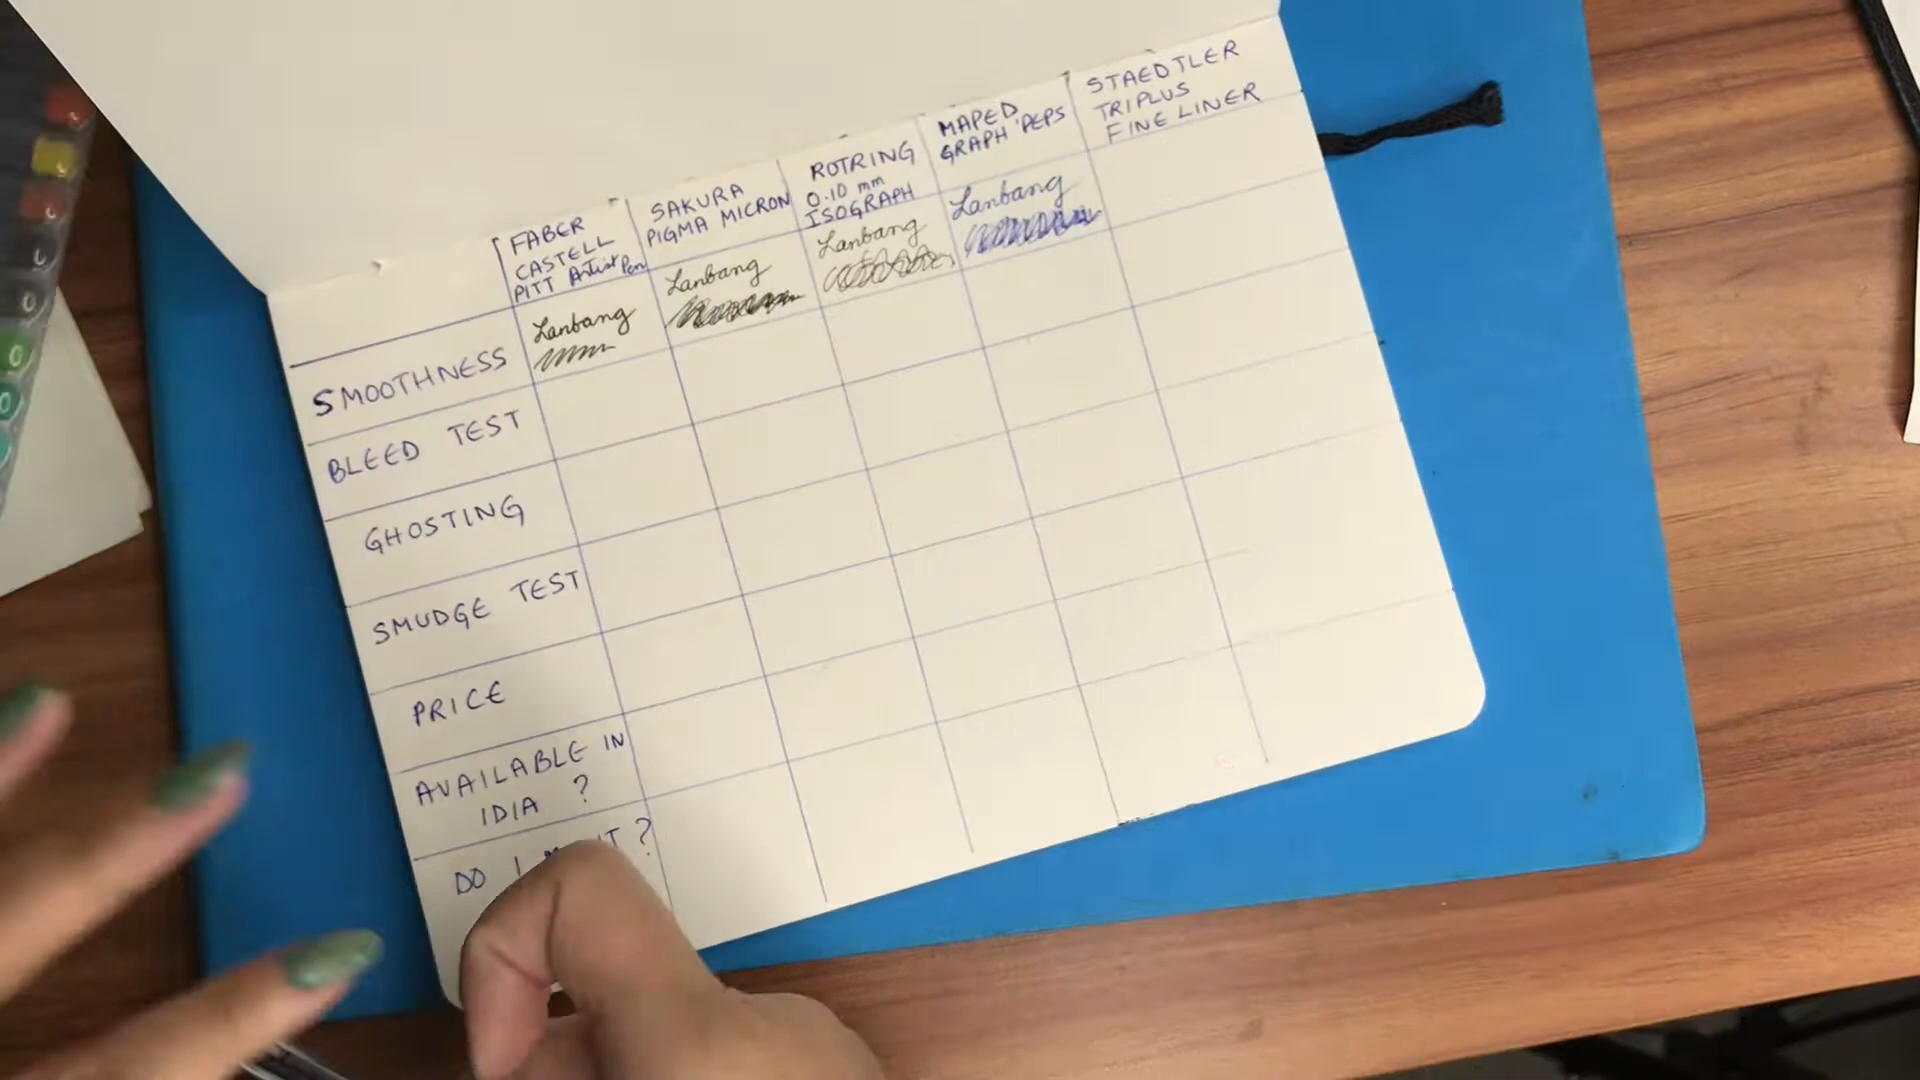 FABER
CASTELL
PITT Artist Pen
SAKURA
PIGMA MICRON
ROTRING
0.10 mm
ISOGRAPH
MAPED
GRAPH'PEPS
STAEDTLER
TRIPLUS
FINE LINER
SMOOTHNESS
Lanbang
Lanbang
Lanbang
Lanbang
BLEED TEST
GHOSTING
SMUDGE TEST
PRICE
AVAILABLE IN
IDIA ?
DO I IT ?